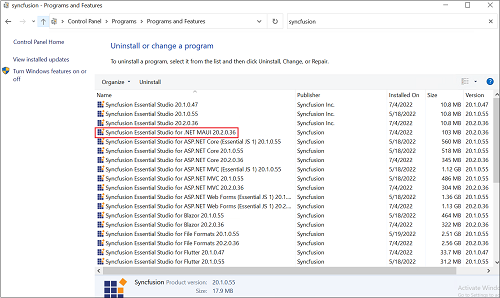 syncfusion - Programs and Features
Control Panel > Programs > Programs and Features
syncfusion
Control Panel Home
View installed updates
Turn Windows features on or off
Uninstall or change a program
To uninstall a program, select it from the list and then click Uninstall, Change, or Repair.
Organize Uninstall
Name Publisher Installed On Size Version
Syncfusion Essential Studio 20.1.0.47 Syncfusion Inc. 7/4/2022 10.8 MB 20.1.0.47
Syncfusion Essential Studio 20.1.0.55 Syncfusion Inc. 5/18/2022 10.8 MB 20.1.0.55
Syncfusion Essential Studio 20.2.0.36 Syncfusion Inc. 7/4/2022 10.8 MB 20.2.0.36
Syncfusion Essential Studio for .NET MAUI 20.2.0.36 Syncfusion 7/4/2022 103 MB 20.2.0.36
Syncfusion Essential Studio for ASP.NET Core (Essential JS 1) 20.1.0.55 Syncfusion 5/18/2022 560 MB 20.1.0.55
Syncfusion Essential Studio for ASP.NET Core 20.1.0.55 Syncfusion 5/18/2022 518 MB 20.1.0.55
Syncfusion Essential Studio for ASP.NET Core 20.2.0.36 Syncfusion 7/4/2022 345 MB 20.2.0.36
Syncfusion Essential Studio for ASP.NET MVC (Essential JS 1) 20.1.0.55 Syncfusion 5/18/2022 1.12 GB 20.1.0.55
Syncfusion Essential Studio for ASP.NET MVC 20.1.0.55 Syncfusion 5/18/2022 486 MB 20.1.0.55
Syncfusion Essential Studio for ASP.NET MVC 20.2.0.36 Syncfusion 7/4/2022 304 MB 20.2.0.36
Syncfusion Essential Studio for ASP.NET Web Forms (Essential JS 1) 20.1... Syncfusion 5/18/2022 1.36 GB 20.1.0.55
Syncfusion Essential Studio for ASP.NET Web Forms (Essential JS 1) 20.2... Syncfusion 7/4/2022 1.13 GB 20.2.0.36
Syncfusion Essential Studio for Blazor 20.1.0.55 Syncfusion 5/18/2022 464 MB 20.1.0.55
Syncfusion Essential Studio for Blazor 20.2.0.36 Syncfusion 7/4/2022 322 MB 20.2.0.36
Syncfusion Essential Studio for File Formats 20.1.0.55 Syncfusion 5/19/2022 2.51 GB 20.1.0.55
Syncfusion Essential Studio for File Formats 20.2.0.36 Syncfusion 7/4/2022 2.56 GB 20.2.0.36
Syncfusion Essential Studio for Flutter 20.1.0.47 Syncfusion 7/4/2022 33.7 MB 20.1.0.47
Syncfusion Essential Studio for Flutter 20.1.0.55 Syncfusion 5/18/2022 31.2 MB 20.1.0.55
Syncfusion Product version: 20.1.0.55
Size: 17.9 MB
Activate Wind
Go to Settings to a